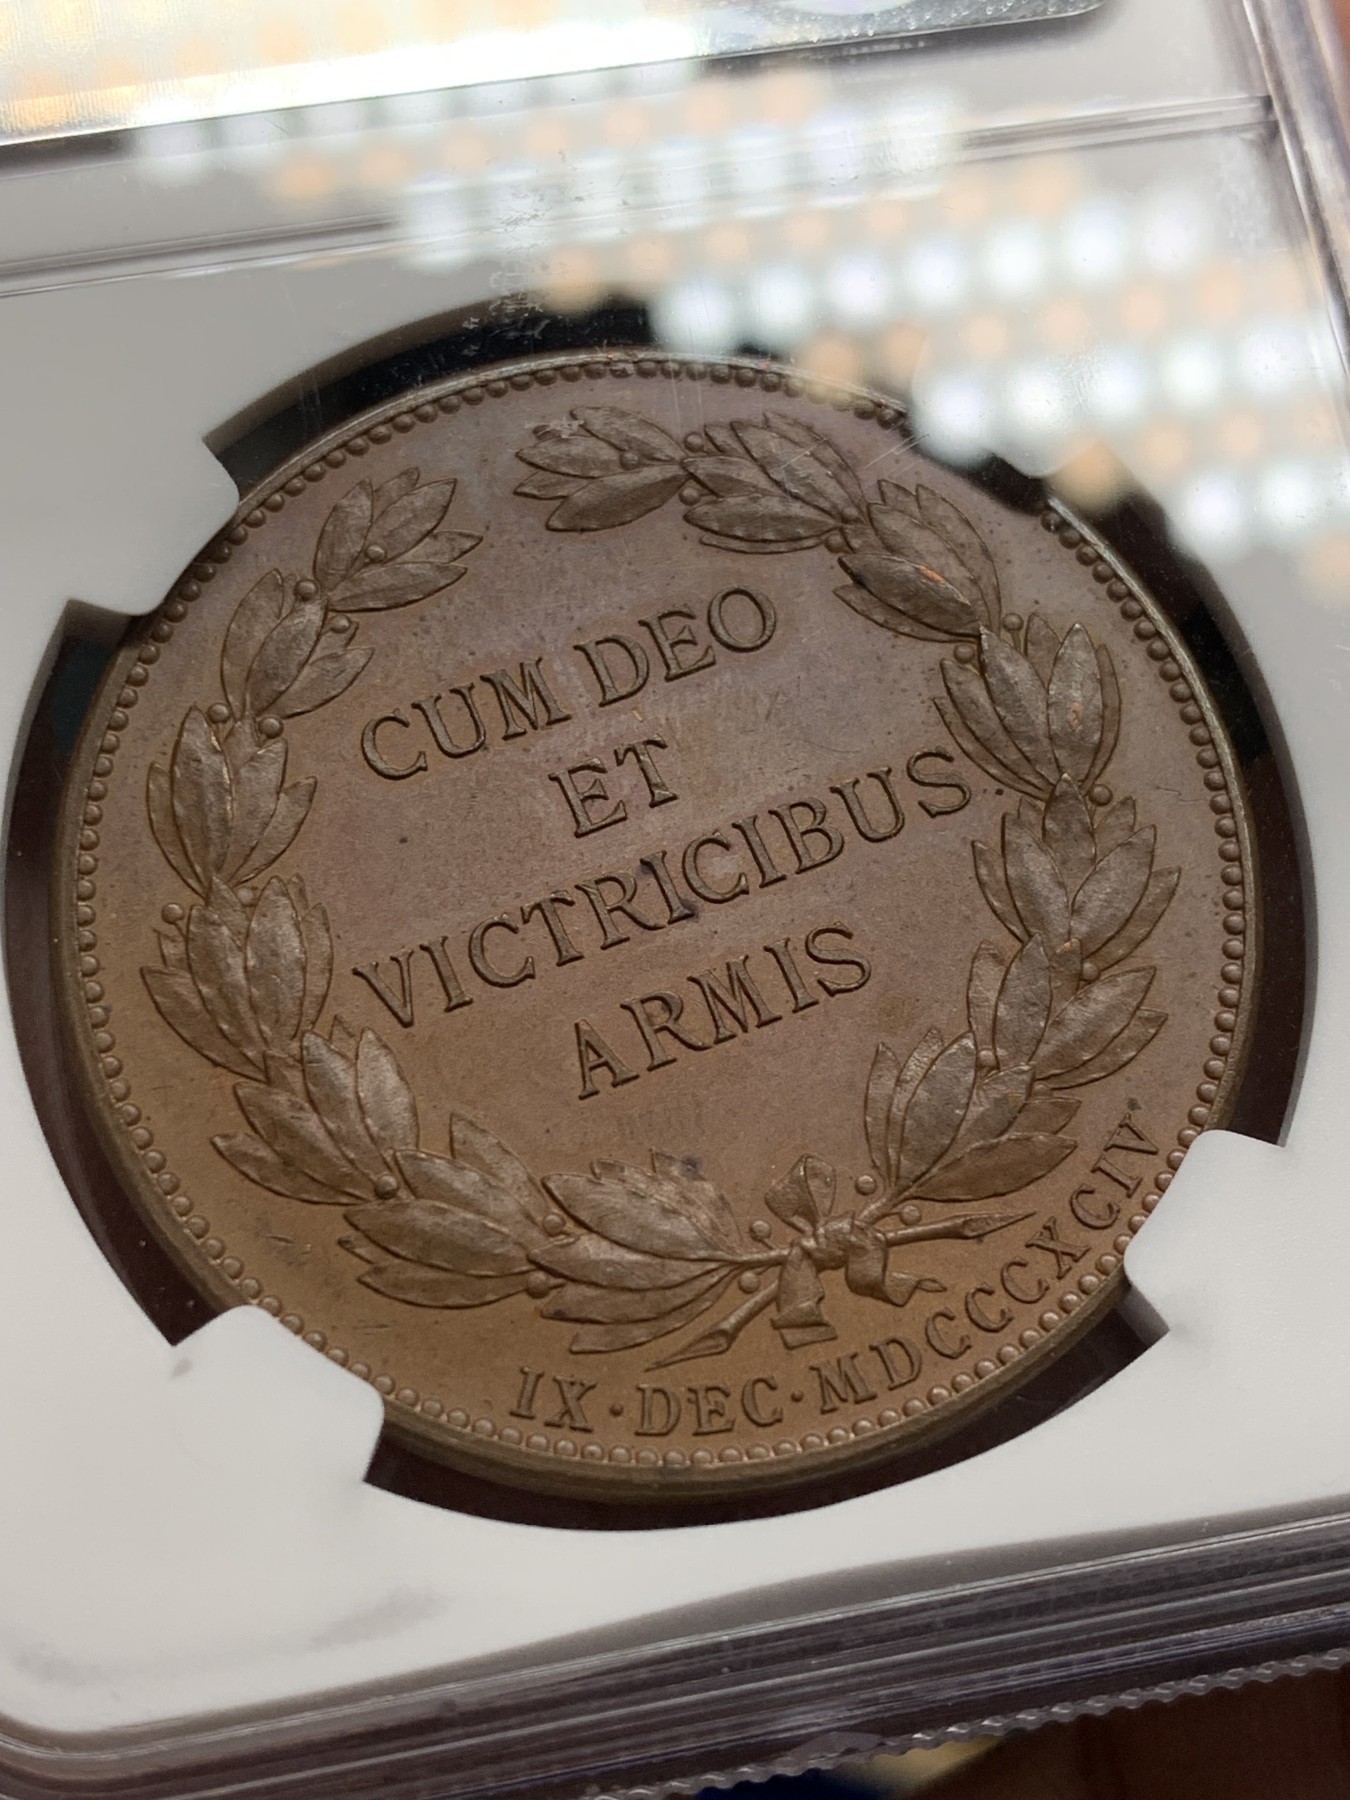 CUM DEO
ET
VICTRICIBUS
ARMIS
IX · DEC · MDCCCXCIV